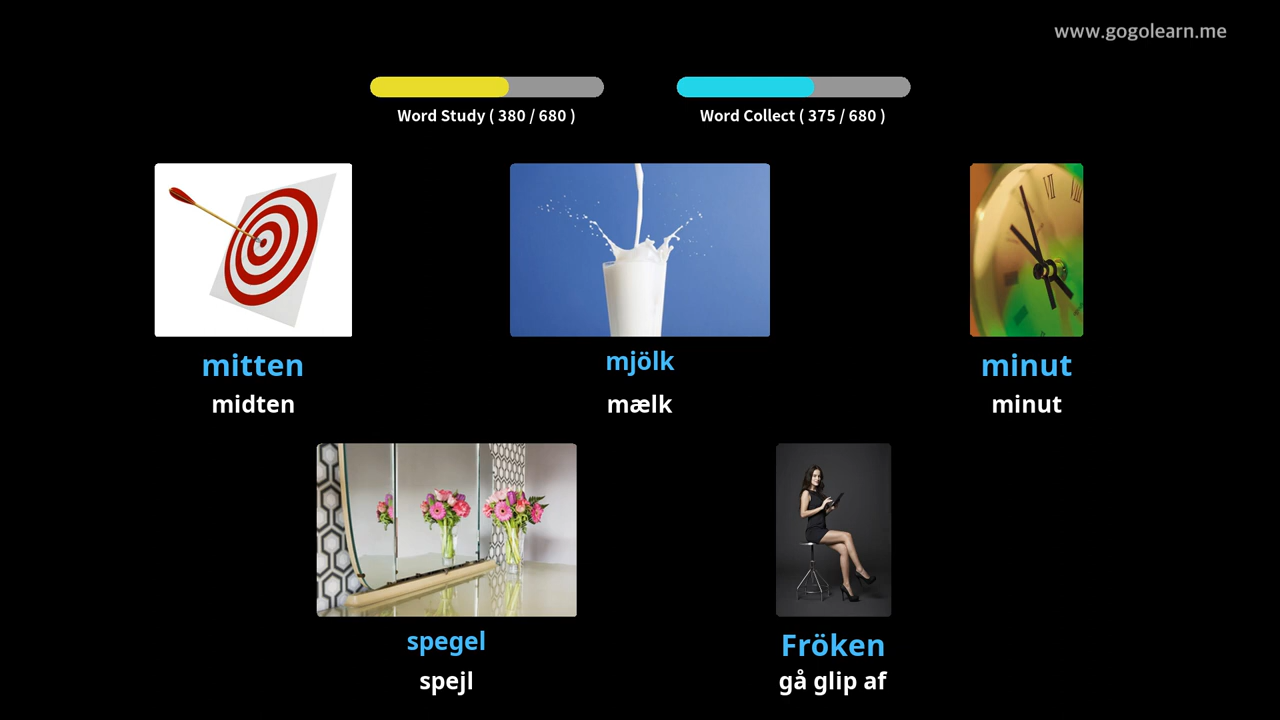 www.gogolearn.me
Word Study ( 380 / 680 )
Word Collect ( 375 / 680 )
mitten
midten
mjölk
mælk
minut
minut
spegel
spejl
Fröken
gå glip af